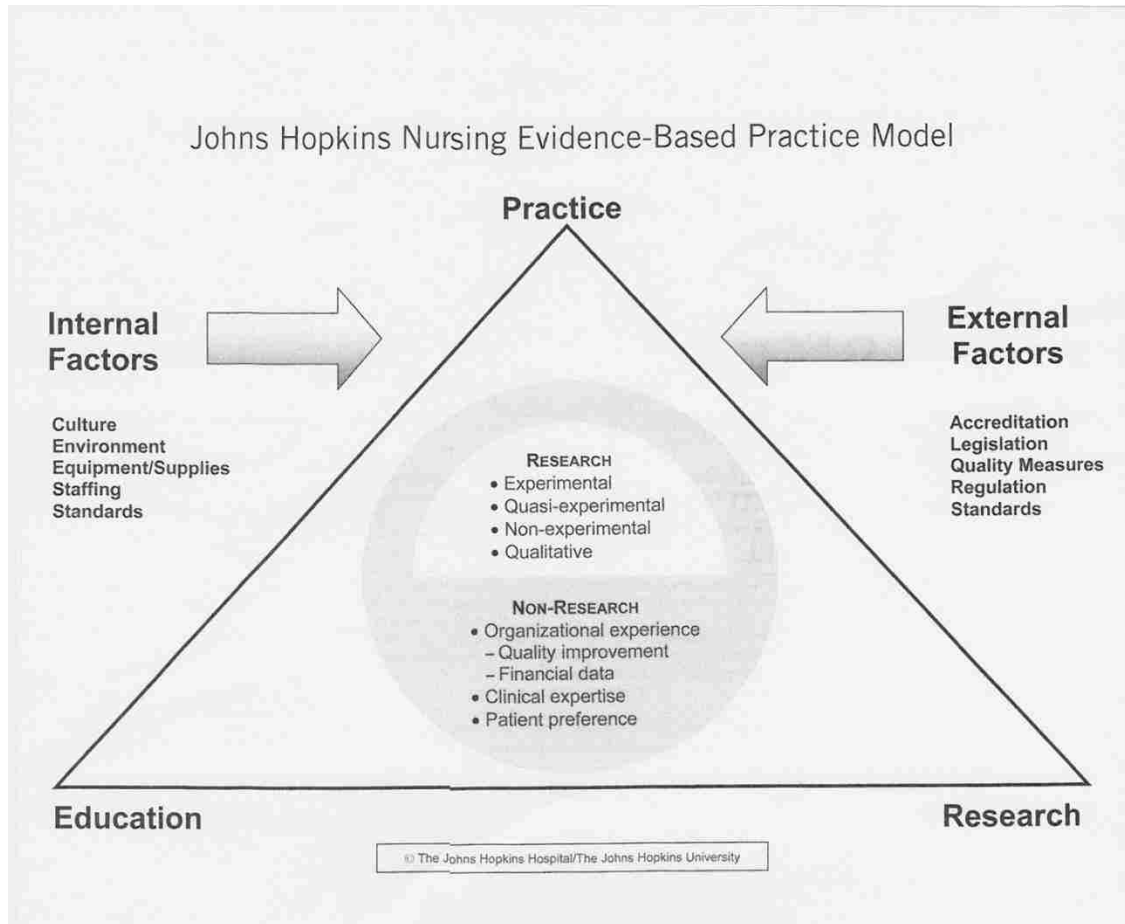 Johns Hopkins Nursing Evidence-Based Practice Model
Practice
Internal
Factors
Culture
Environment
Equipment/Supplies
Staffing
Standards
External
Factors
Accreditation
Legislation
Quality Measures
Regulation
Standards
RESEARCH
• Experimental
• Quasi-experimental
• Non-experimental
• Qualitative
NON-RESEARCH
• Organizational experience
– Quality improvement
– Financial data
• Clinical expertise
• Patient preference
Education
Research
© The Johns Hopkins Hospital/The Johns Hopkins University